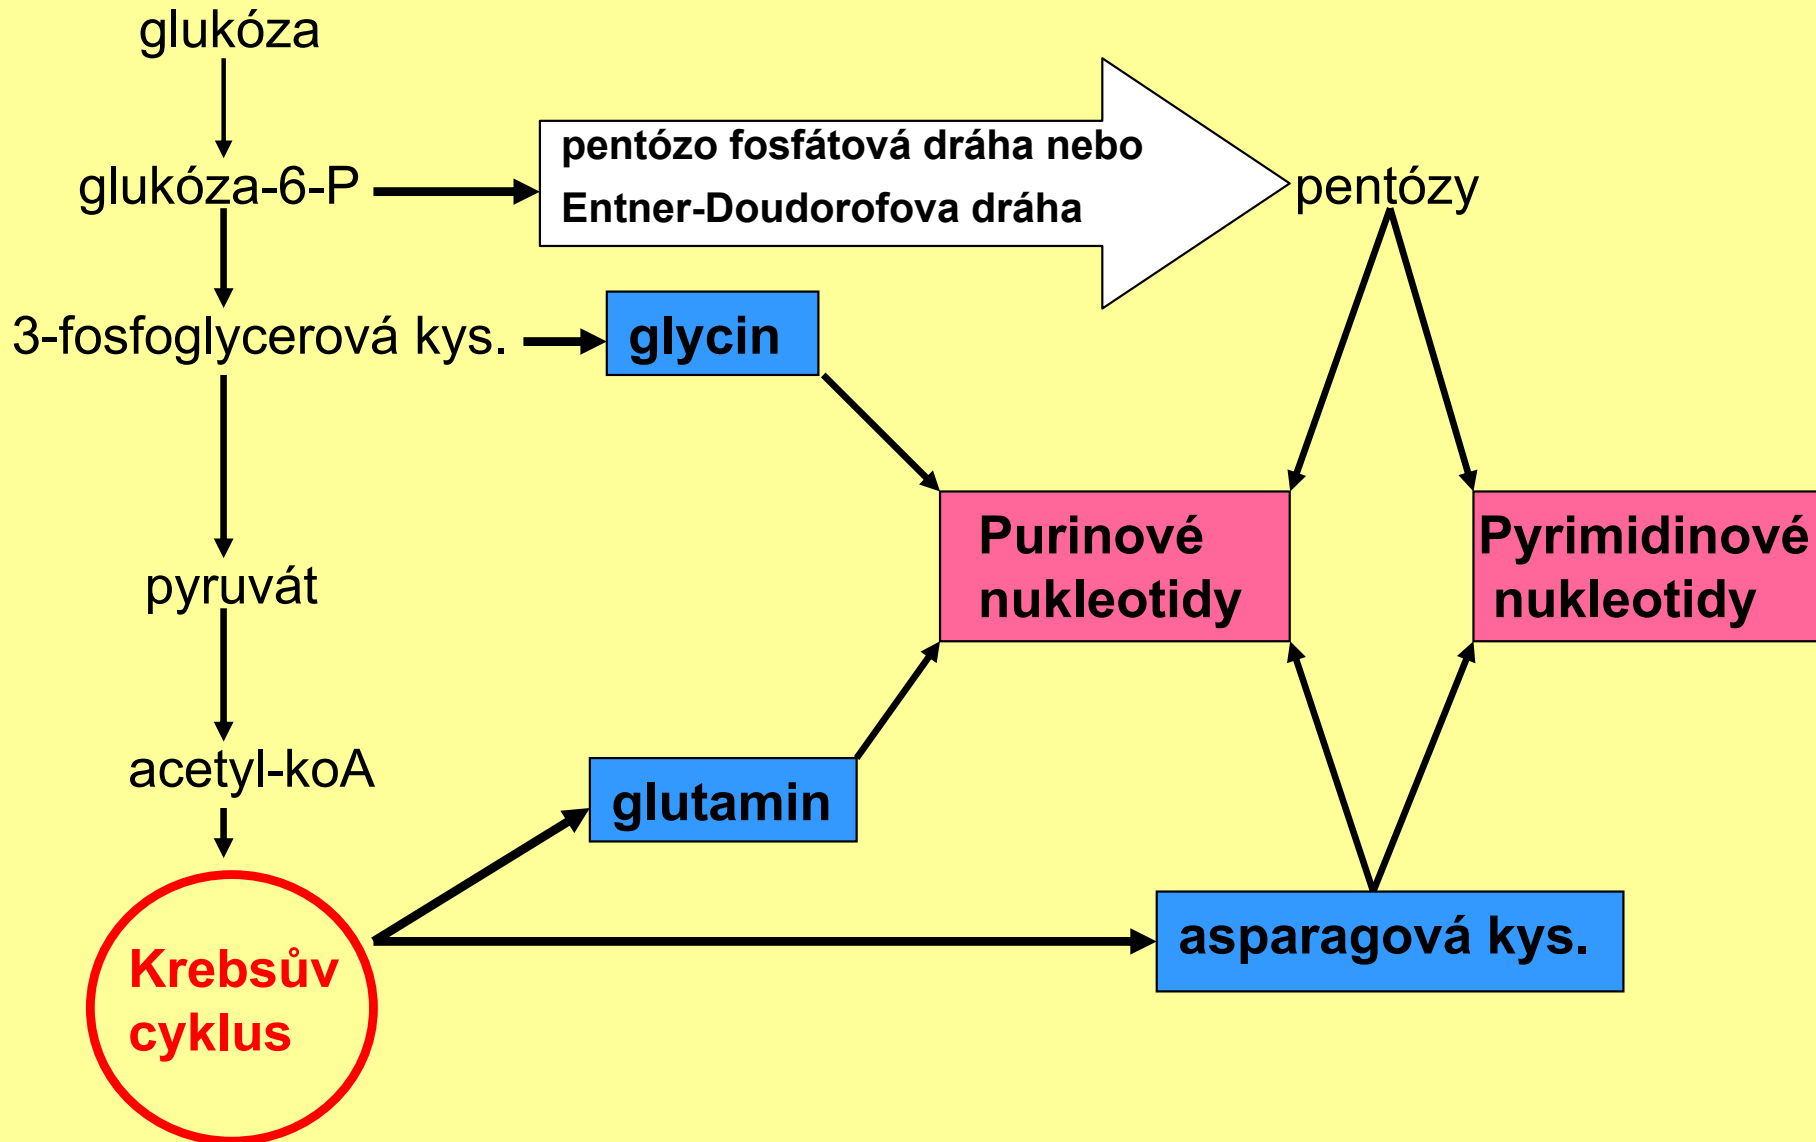 glukóza
glukóza-6-P
pentózo fosfátová dráha nebo
Entner-Doudorofova dráha
pentózy
3-fosfoglycerová kys.
glycin
Purinové
nukleotidy
Pyrimidinové
nukleotidy
pyruvát
acetyl-koA
glutamin
asparagová kys.
Krebsův
cyklus